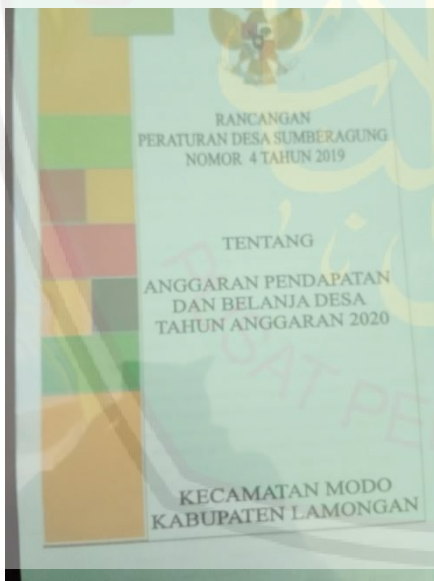 RANCANGAN
PERATURAN DESA SUMBERAGUNG
NOMOR 4 TAHUN 2019
TENTANG
ANGGARAN PENDAPATAN
DAN BELANJA DESA
TAHUN ANGGARAN 2020
KECAMATAN MODO
KABUPATEN LAMONGAN